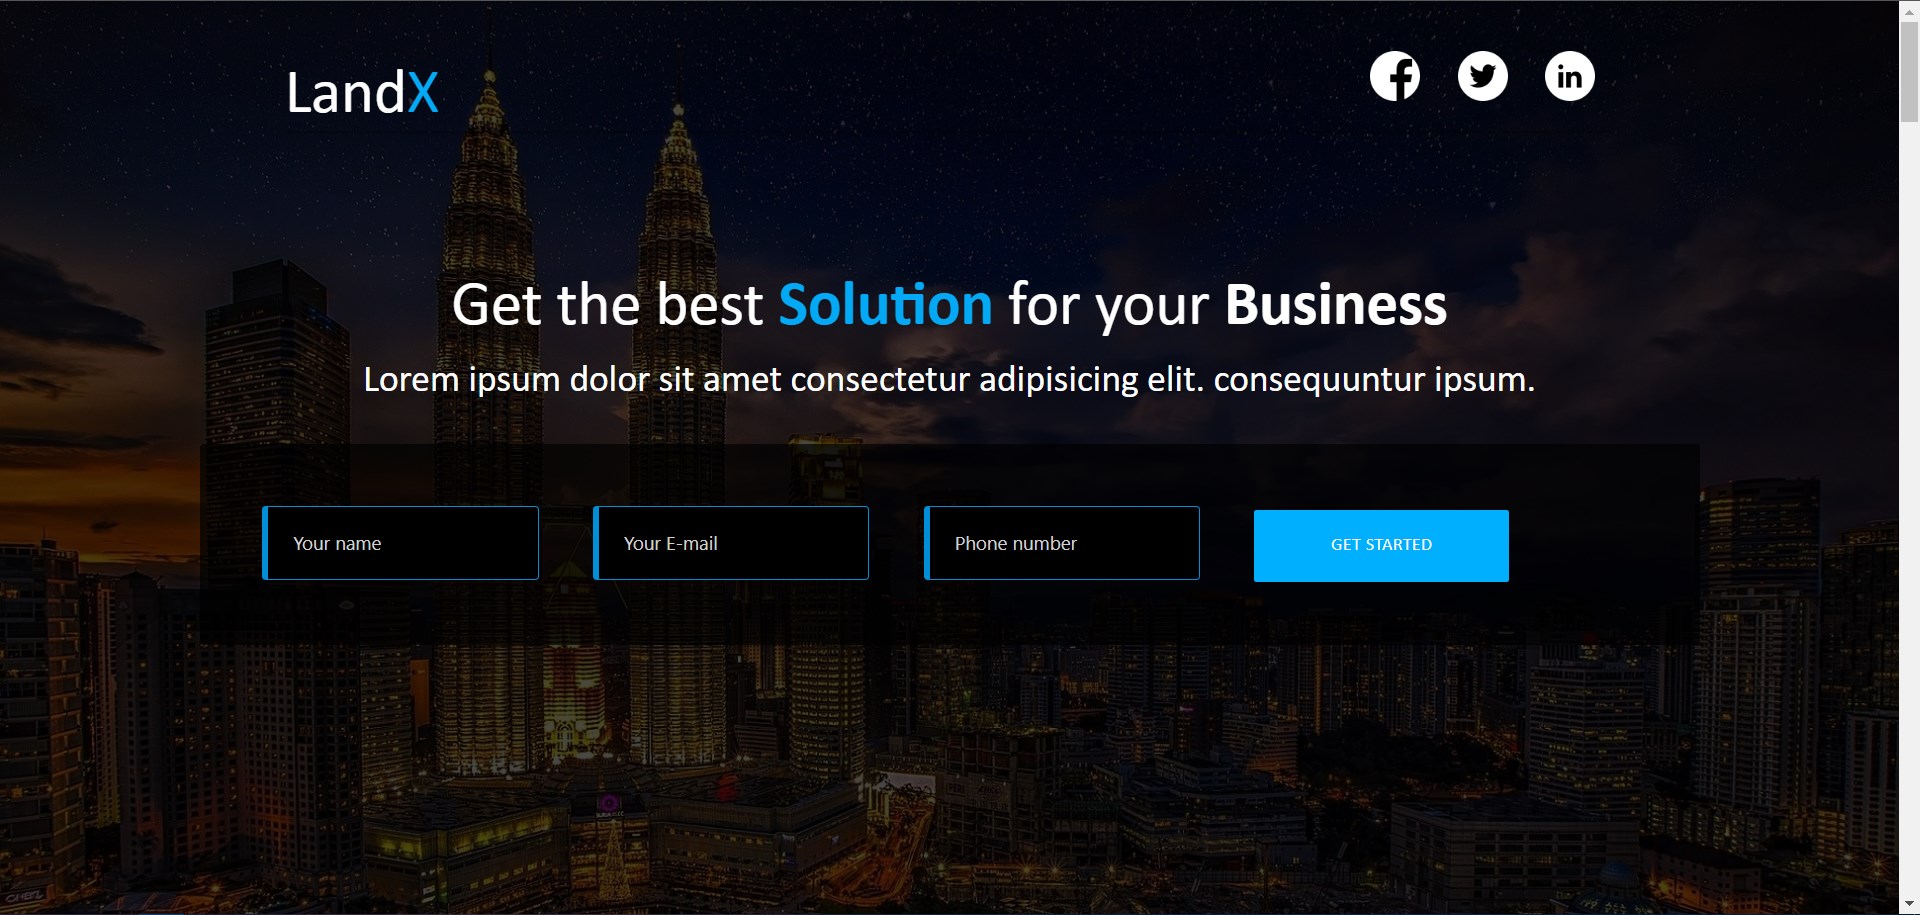 LandX
Get the best Solution for your Business
Lorem ipsum dolor sit amet consectetur adipisicing elit. consequuntur ipsum.
Your name
Your E-mail
Phone number
GET STARTED